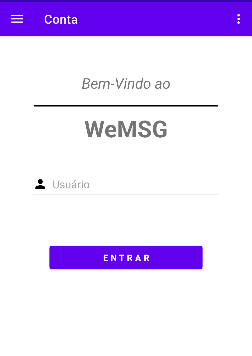 Conta
Bem-Vindo ao
WeMSG
Usuário
ENTRAR